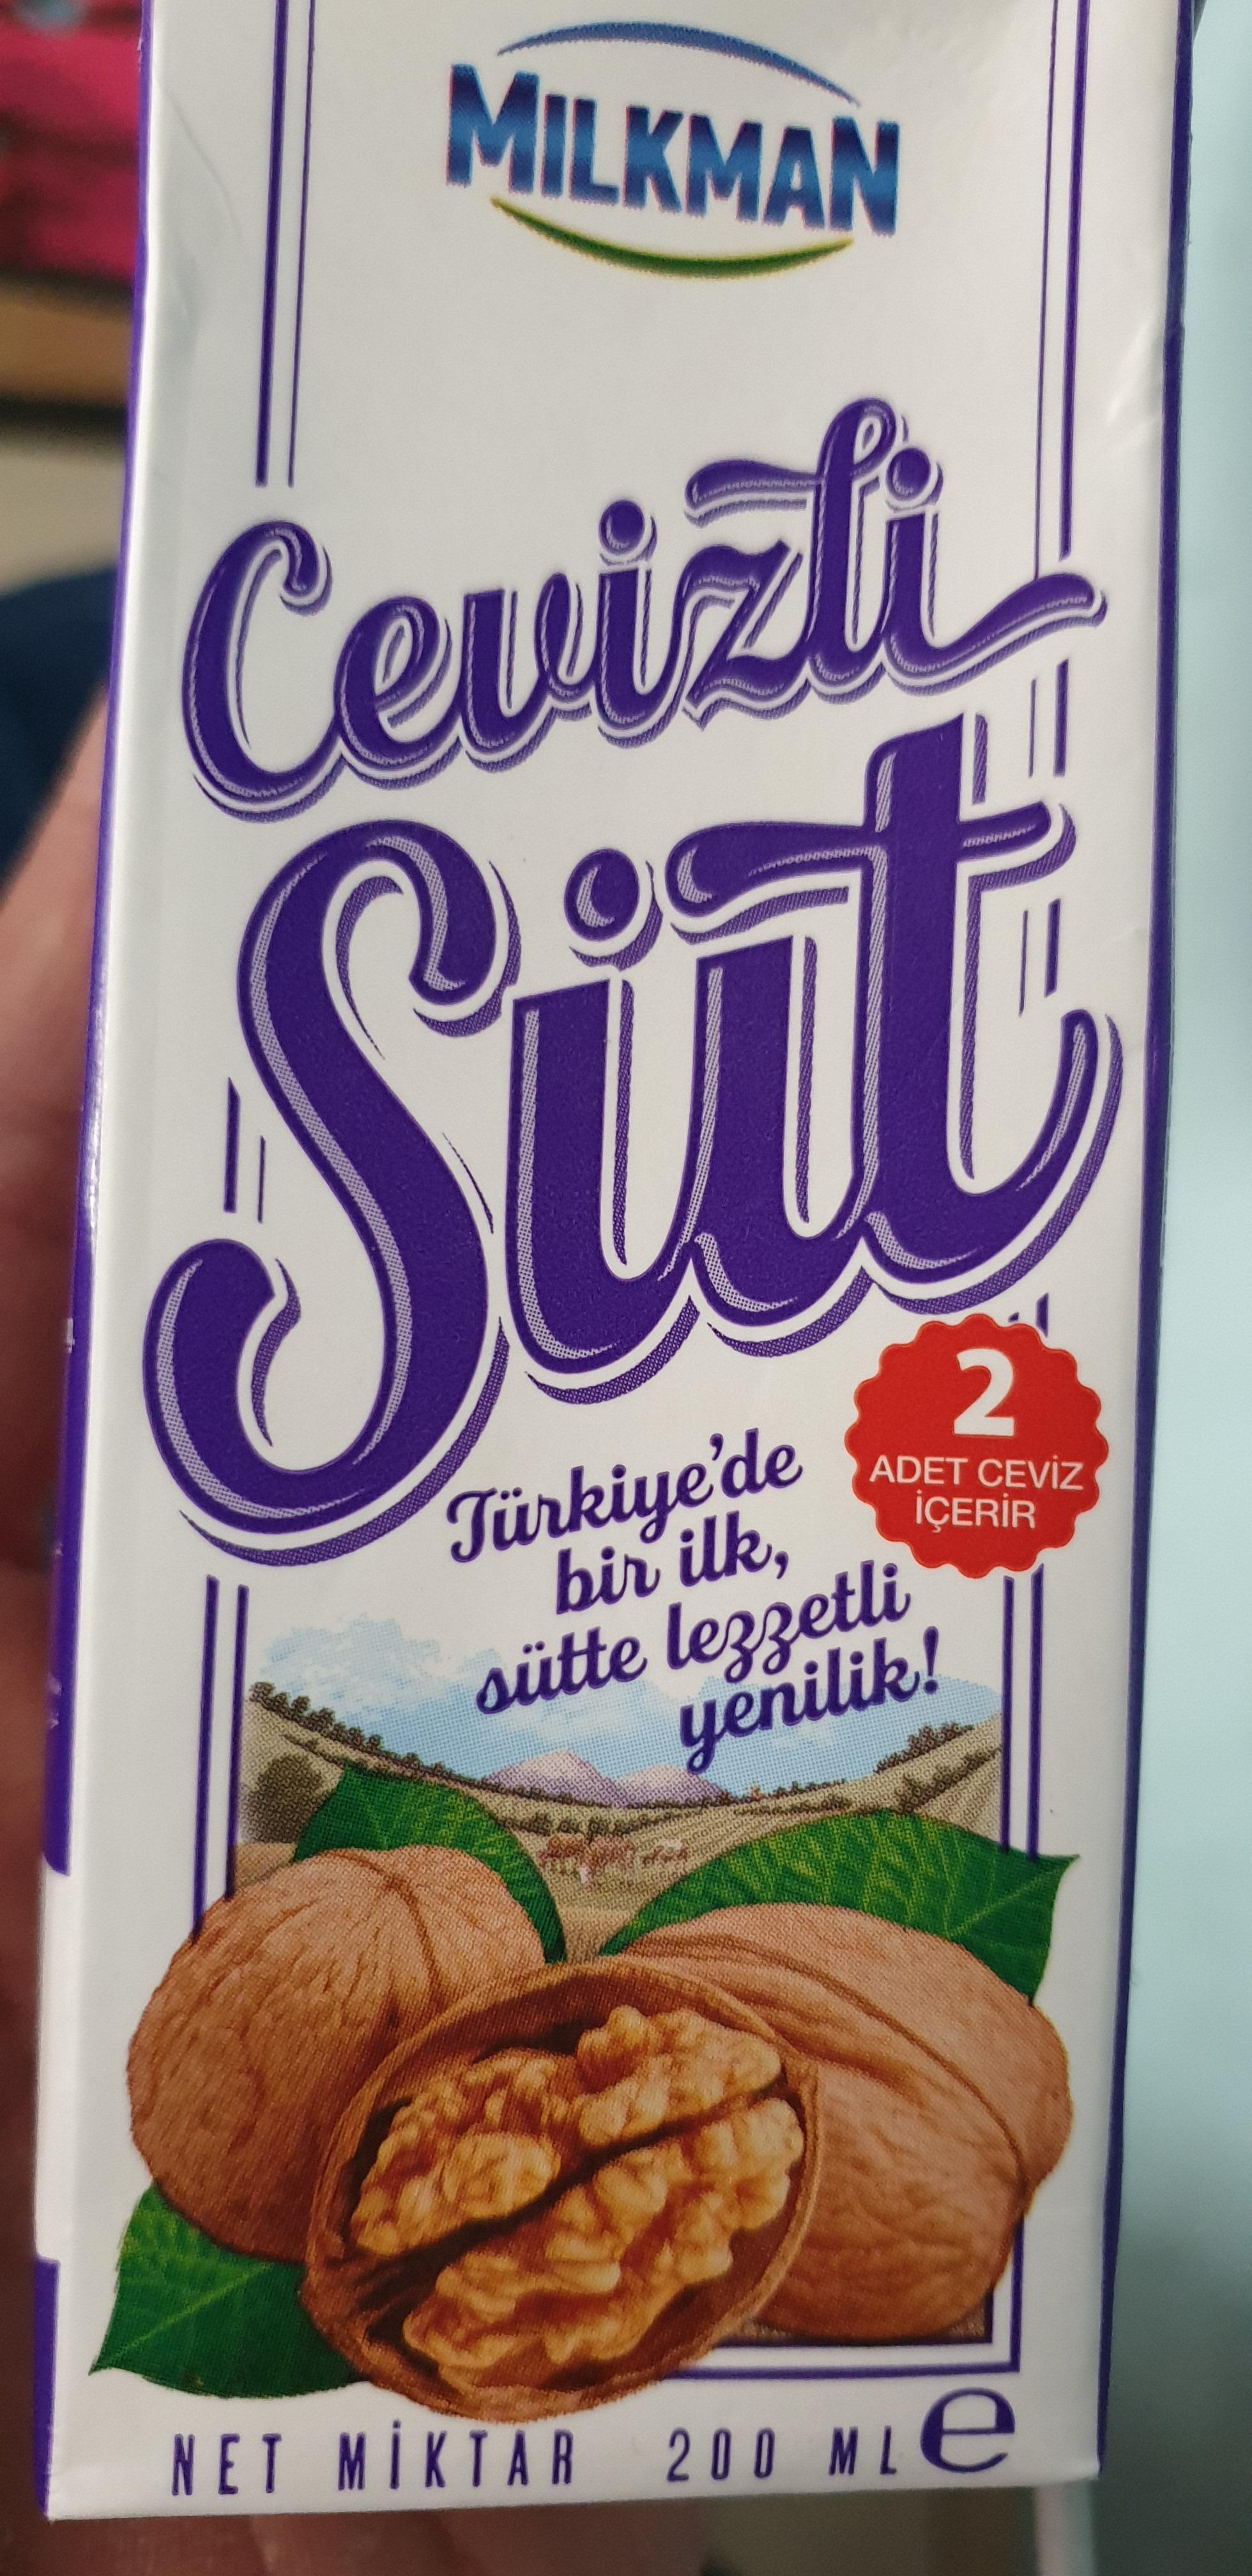 MILKMAN
Cevizli
Süt
2
ADET CEVİZ
İÇERİR
Türkiye'de
bir ilk,
sütte lezzetli
yenilik!
NET MİKTAR 200 ML e